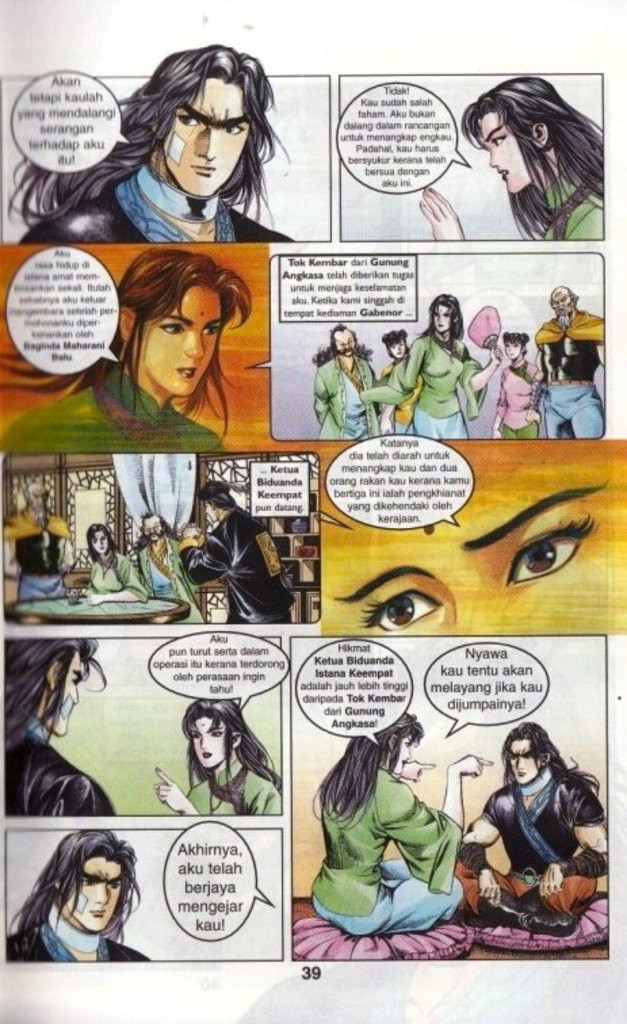 Akan
tetapi kaulah
yang mendalangi
serangan
terhadap aku
itu!
Tidak!
Kau sudah salah
faham. Aku bukan
dalang dalam rancangan
untuk menangkap engkau.
Padahal, kau harus
bersyukur kerana telah
bersua dengan
aku ini.
Aku
rasa hidup di
istana amat mem-
bosankan sekali. Itulah
sebabnya aku keluar
mengembara setelah per-
mohonanku diper-
kenankan oleh
Baginda Maharani
Balu.
Tok Kembar dari Gunung
Angkasa telah diberikan tugas
untuk menjaga keselamatan
aku. Ketika kami singgah di
tempat kediaman Gabenor ...
... Ketua
Biduanda
Keempat
pun datang.
Katanya
dia telah diarah untuk
menangkap kau dan dua
orang rakan kau kerana kamu
bertiga ini ialah pengkhianat
yang dikehendaki oleh
kerajaan.
Aku
pun turut serta dalam
operasi itu kerana terdorong
oleh perasaan ingin
tahu!
Hikmat
Ketua Biduanda
Istana Keempat
adalah jauh lebih tinggi
daripada Tok Kembar
dari Gunung
Angkasa!
Nyawa
kau tentu akan
melayang jika kau
dijumpainya!
Akhirnya,
aku telah
berjaya
mengejar
kau!
39